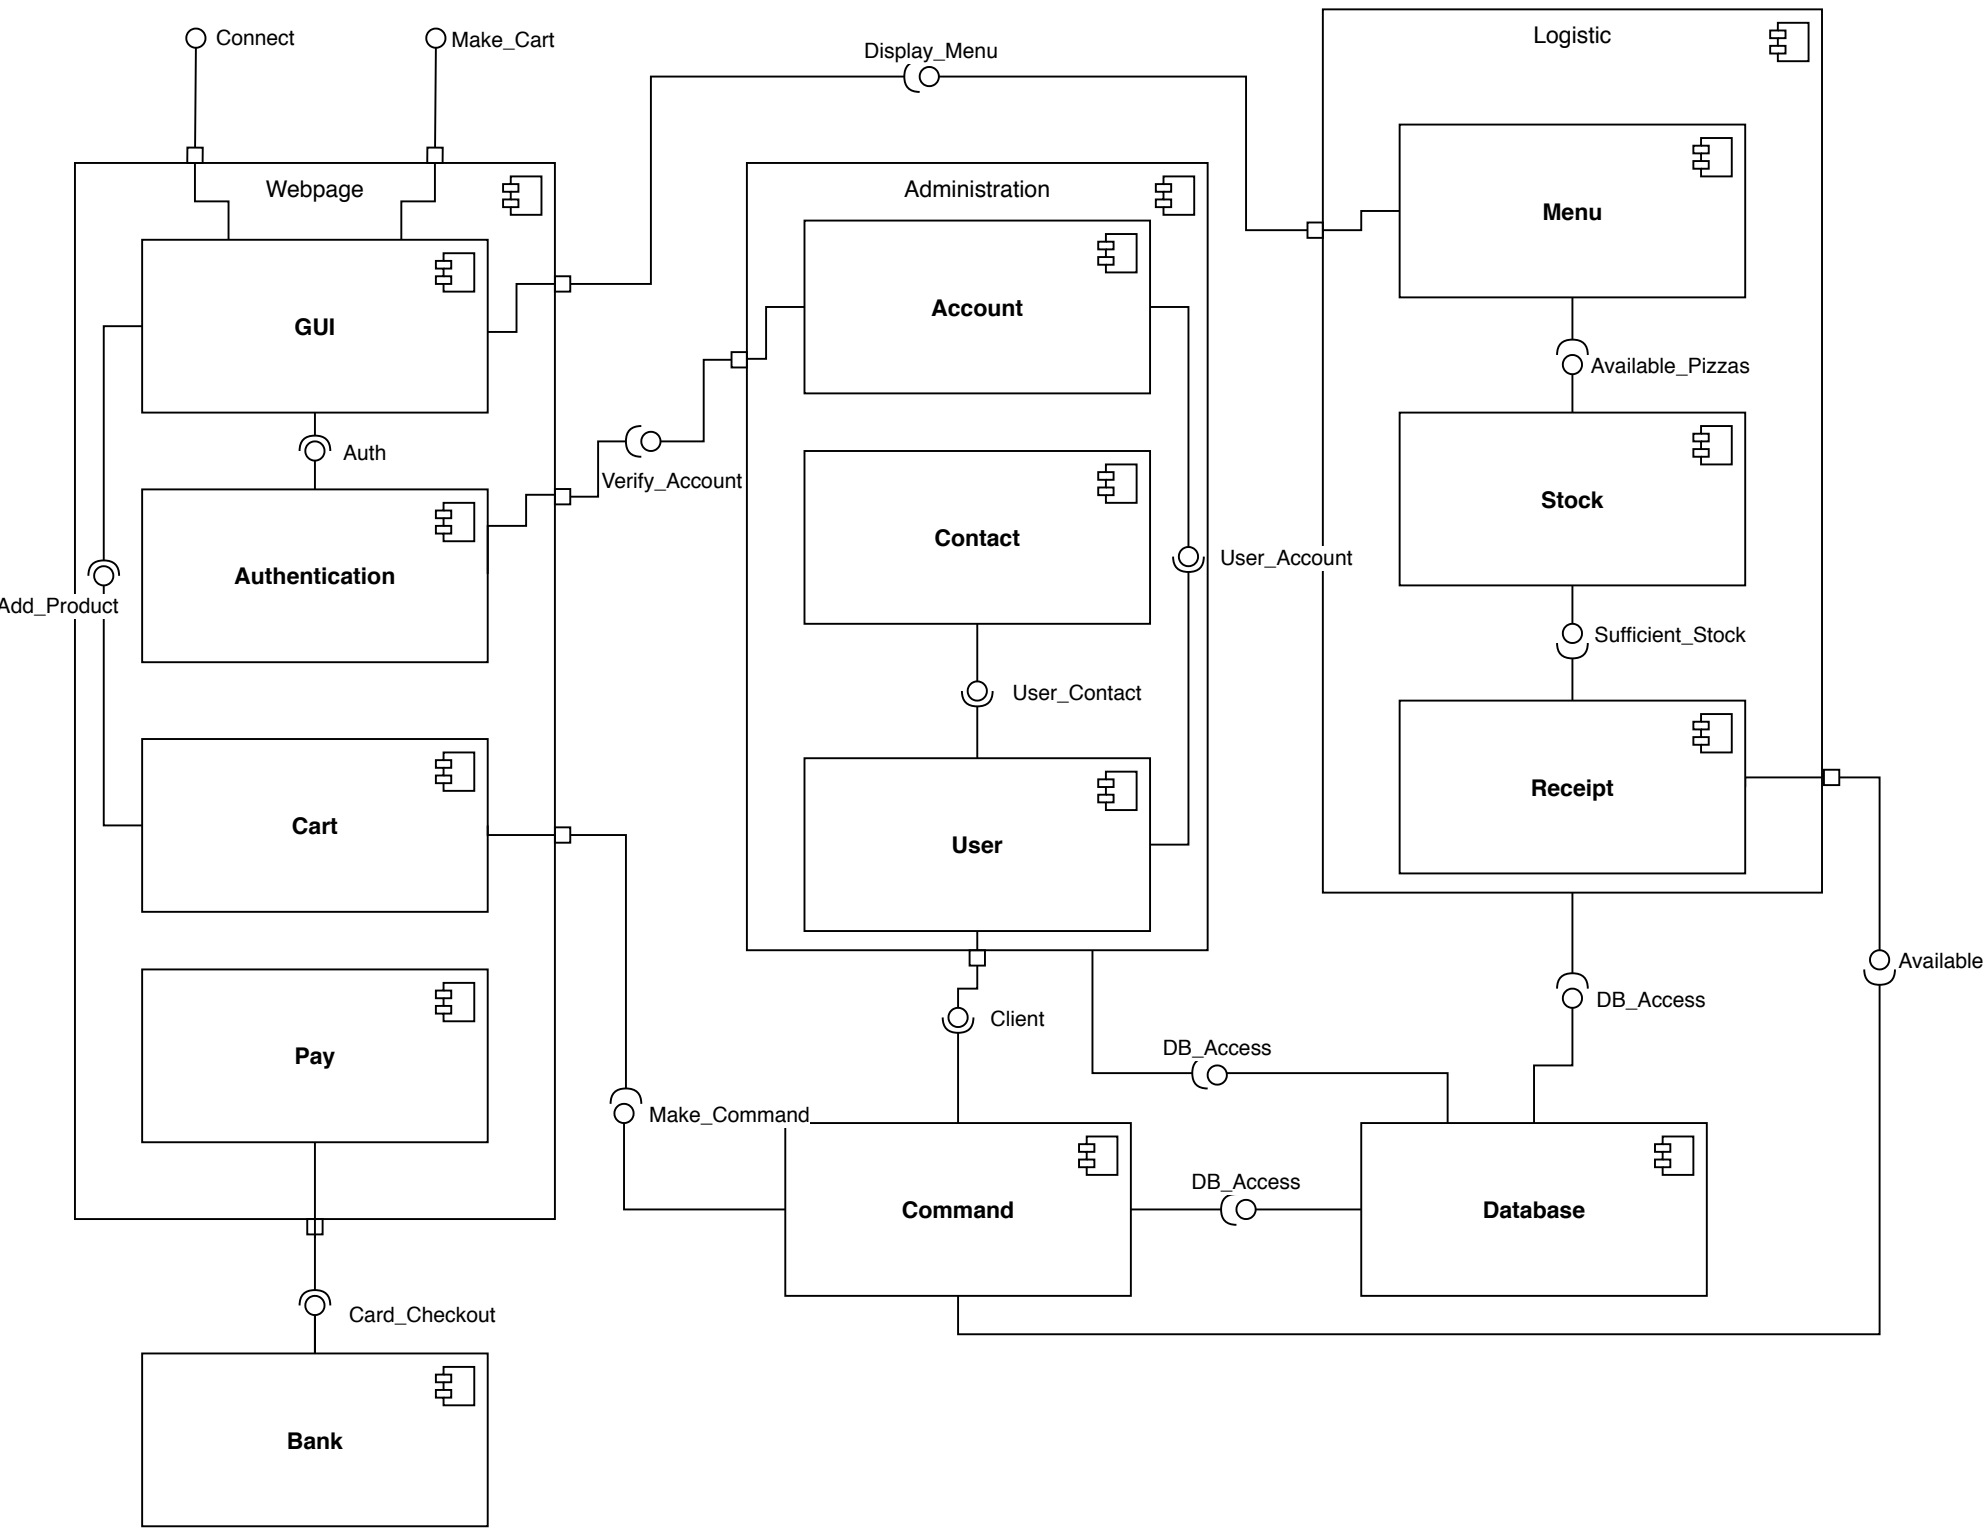 Connect
Make_Cart
Display_Menu
Logistic
Webpage
Administration
Menu
Account
GUI
Available_Pizzas
Auth
Verify_Account
Stock
Contact
User_Account
Authentication
Add_Product
Sufficient_Stock
User_Contact
Receipt
Cart
User
Available
DB_Access
Client
DB_Access
Pay
Make_Command
DB_Access
Command
Database
Card_Checkout
Bank